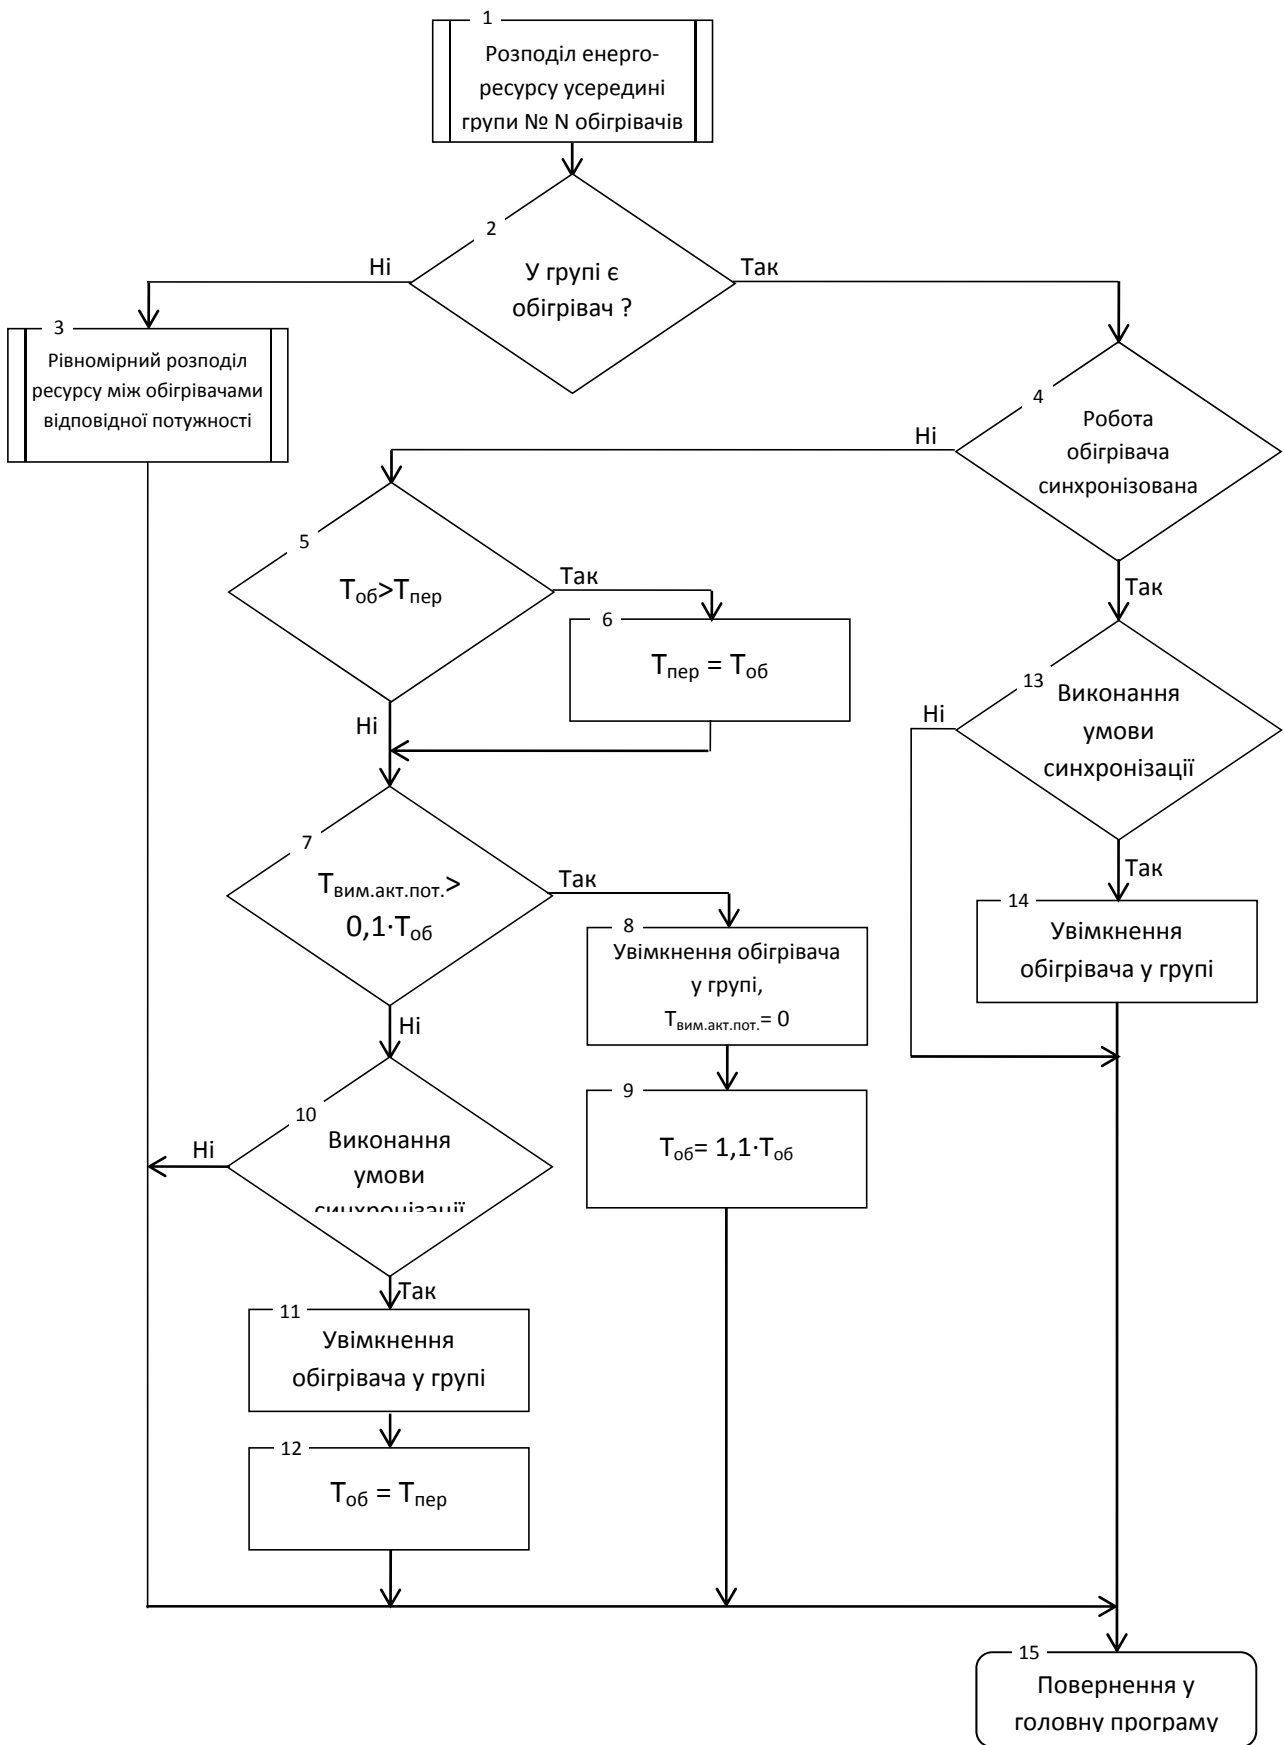 1
Розподіл енерго-
ресурсу усередині
групи № N обігрівачів
2
У групі є
обігрівач ?
Ні
Так
3
Рівномірний розподіл
ресурсу між обігрівачами
відповідної потужності
4
Робота
обігрівача
синхронізована
Ні
Так
5
Tоб>Tпер
Так
Ні
6
Tпер = Tоб
13
Виконання
умови
синхронізації
Ні
Так
7
Tвим.акт.пот.>
0,1·Tоб
Так
Ні
8
Увімкнення обігрівача
у групі,
Tвим.акт.пот.= 0
14
Увімкнення
обігрівача у групі
9
Tоб= 1,1·Tоб
10
Виконання
умови
синхронізації
Ні
Так
11
Увімкнення
обігрівача у групі
12
Tоб = Tпер
15
Повернення у
головну програму